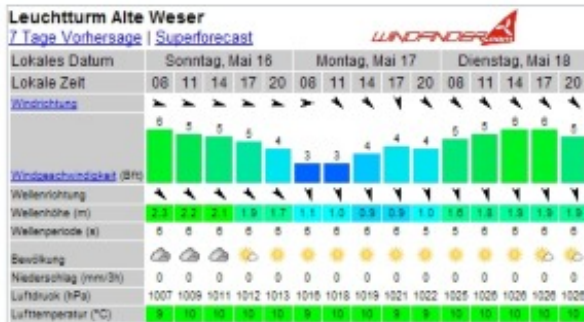 Leuchtturm Alte Weser
7 Tage Vorhersage | Superforecast
WINDFINDER.com
Lokales Datum Sonntag, Mai 16 Montag, Mai 17 Dienstag, Mai 18
Lokale Zeit 08 11 14 17 20 08 11 14 17 20 08 11 14 17 20
Windrichtung
Windgeschwindigkeit (Bft) 6 5 5 5 4 3 3 4 4 4 5 5 6 6 5
Wellenrichtung
Wellenhöhe (m) 2.3 2.2 2.1 1.9 1.7 1.1 1.0 0.9 0.9 1.0 1.6 1.8 1.9 1.9 1.9
Wellenperiode (s) 6 6 6 6 6 6 6 6 6 5 5 5 6 6 6
Bewölkung
Niederschlag (mm/3h) 0 0 0 0 0 0 0 0 0 0 0 0 0 0 0
Luftdruck (hPa) 1007 1009 1011 1012 1013 1016 1018 1019 1021 1022 1025 1026 1026 1026 1026
Lufttemperatur (°C) 9 10 10 10 10 9 10 10 10 10 10 10 10 10 10